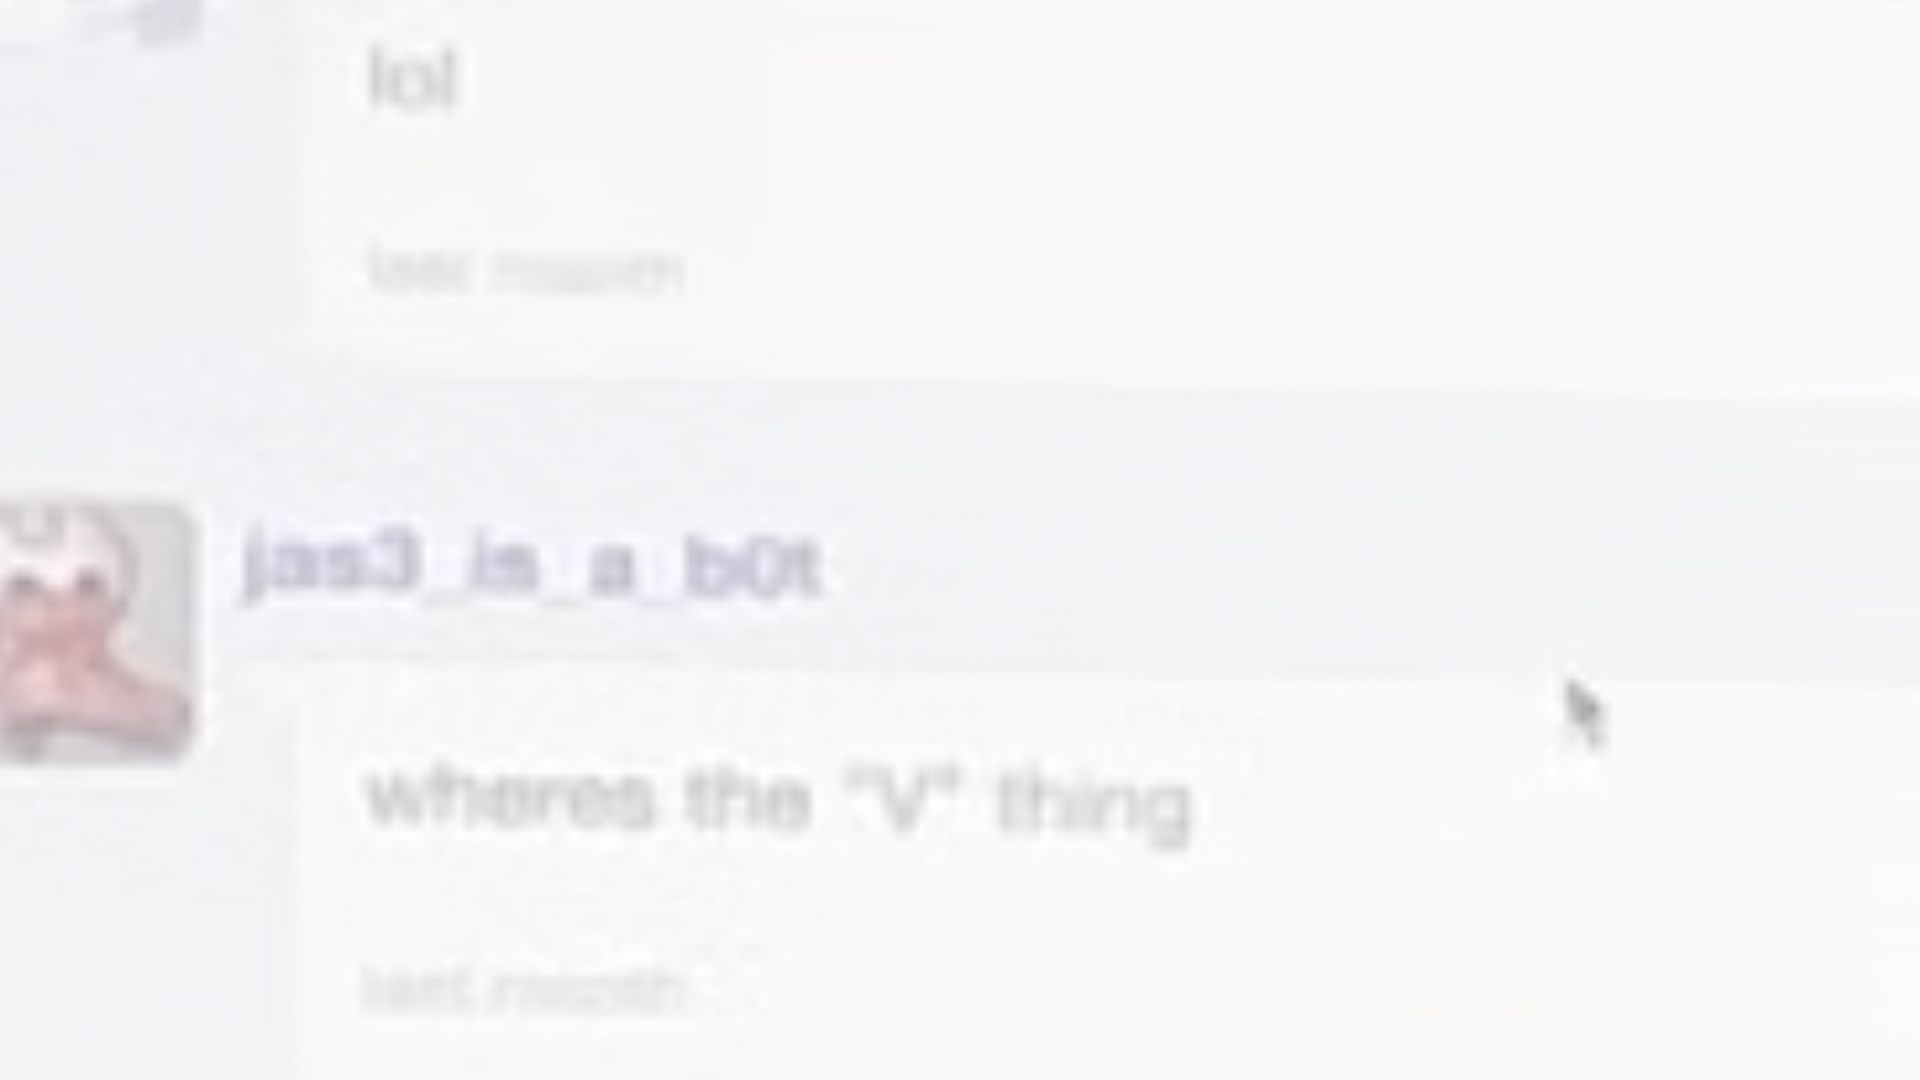 lol
last month
jas3_is_a_b0t
wheres the "V" thing
last month